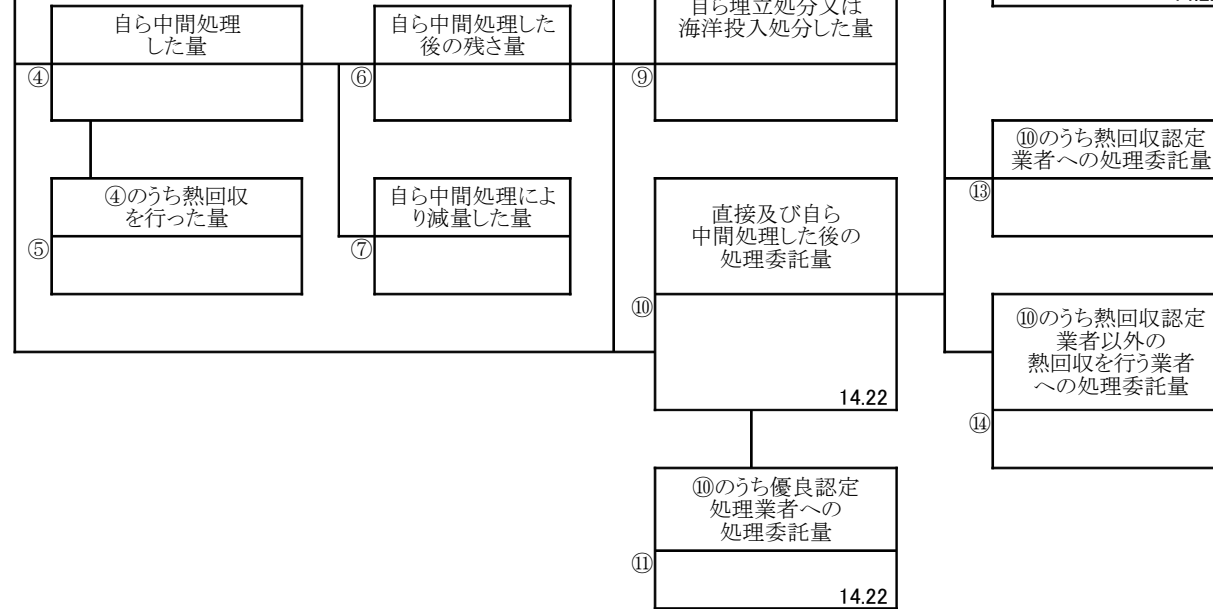 自ら中間処理
した量
④
自ら中間処理した
後の残さ量
⑥
自ら埋立処分又は
海洋投入処分した量
⑨
④のうち熱回収
を行った量
⑤
自ら中間処理によ
り減量した量
⑦
直接及び自ら
中間処理した後の
処理委託量
⑩
14.22
⑩のうち優良認定
処理業者への
処理委託量
⑪
14.22
⑩のうち熱回収認定
業者への処理委託量
⑬
⑩のうち熱回収認定
業者以外の
熱回収を行う業者
への処理委託量
⑭